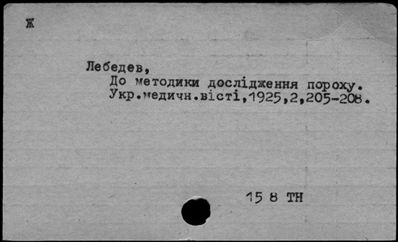 Ж
Лебедев,
До методики дослідження пороху.
Укр.медичн.вісті,1925,2,205-208.
15 8 ТН